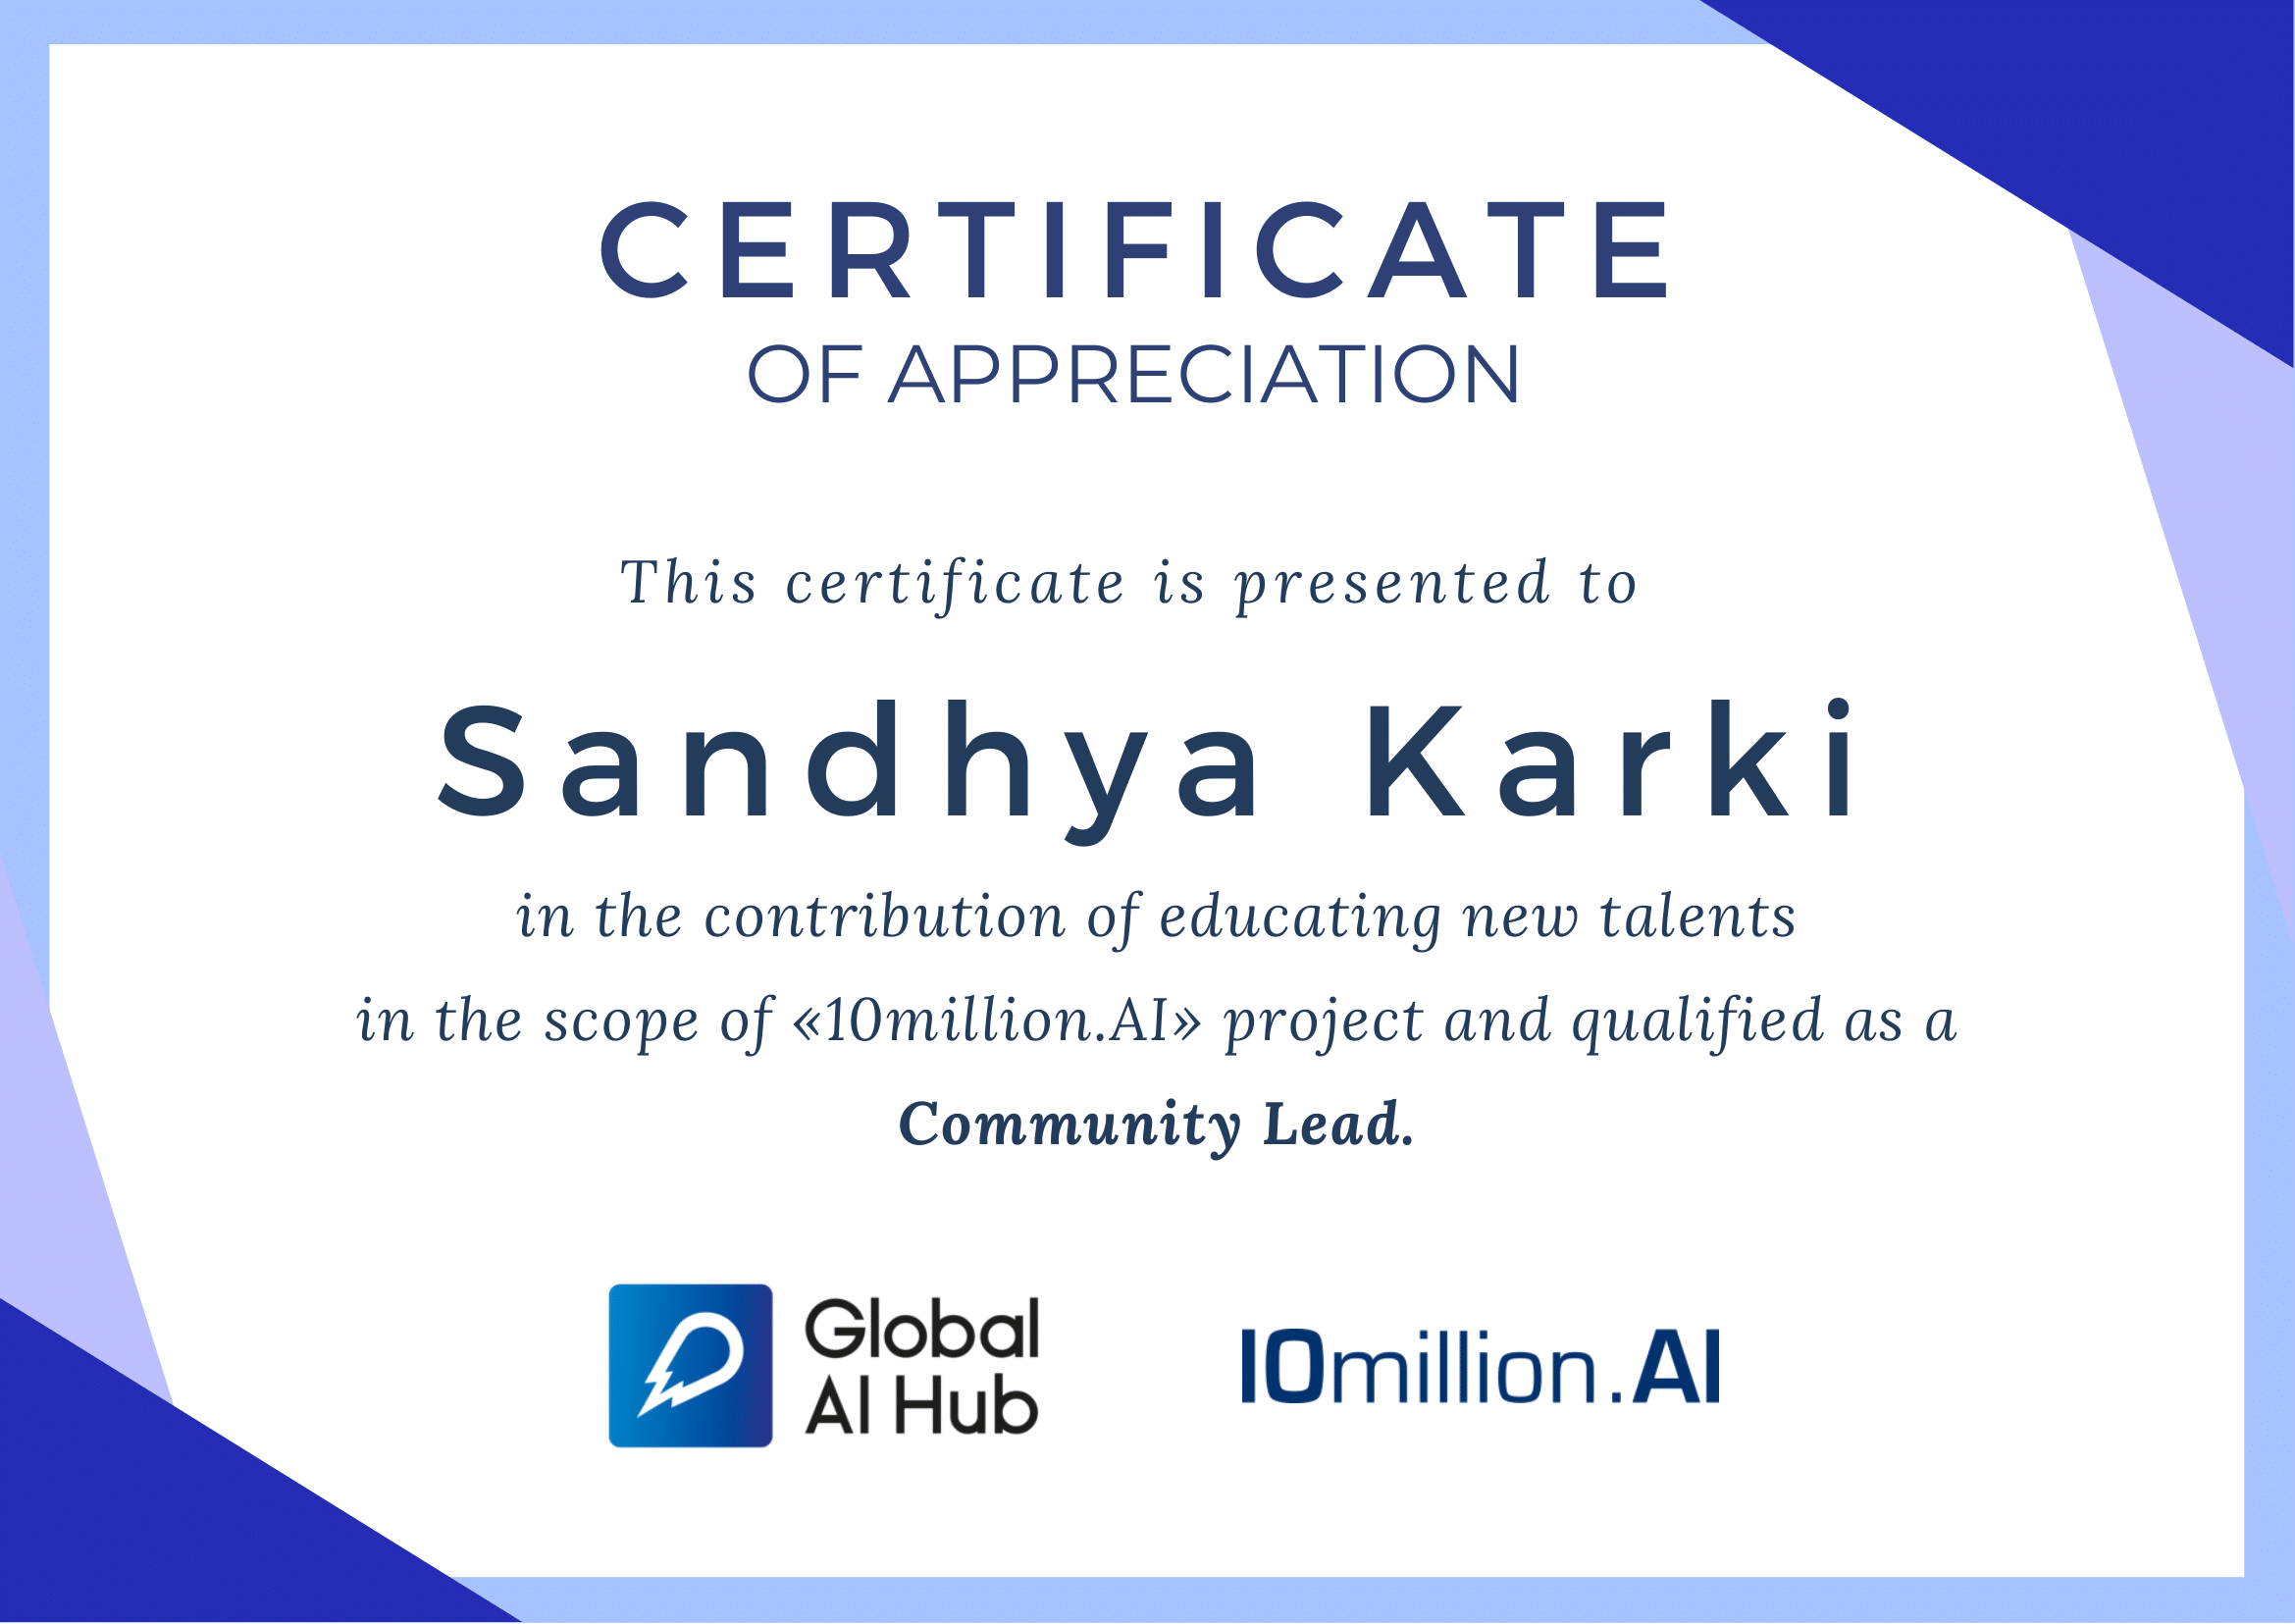 CERTIFICATE
OF APPRECIATION
This certificate is presented to
Sandhya Karki
in the contribution of educating new talents
in the scope of «10million.AI» project and qualified as a
Community Lead.
Global
AI Hub
10million.AI